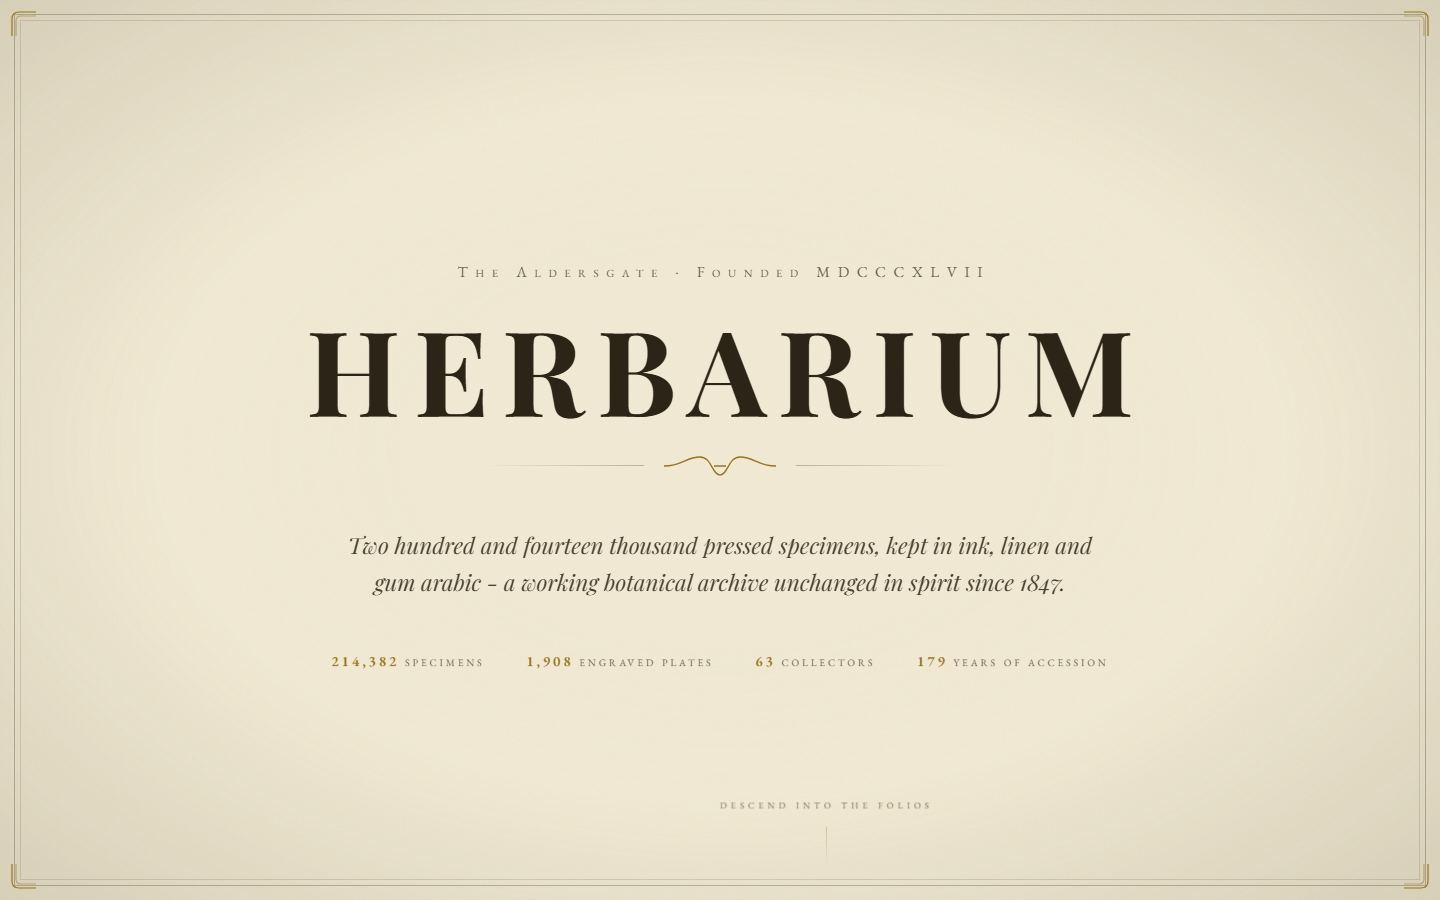 The Aldersgate · Founded MDCCCXLVII
HERBARIUM
Two hundred and fourteen thousand pressed specimens, kept in ink, linen and
gum arabic – a working botanical archive unchanged in spirit since 1847.
214,382 specimens 1,908 engraved plates 63 collectors 179 years of accession
descend into the folios